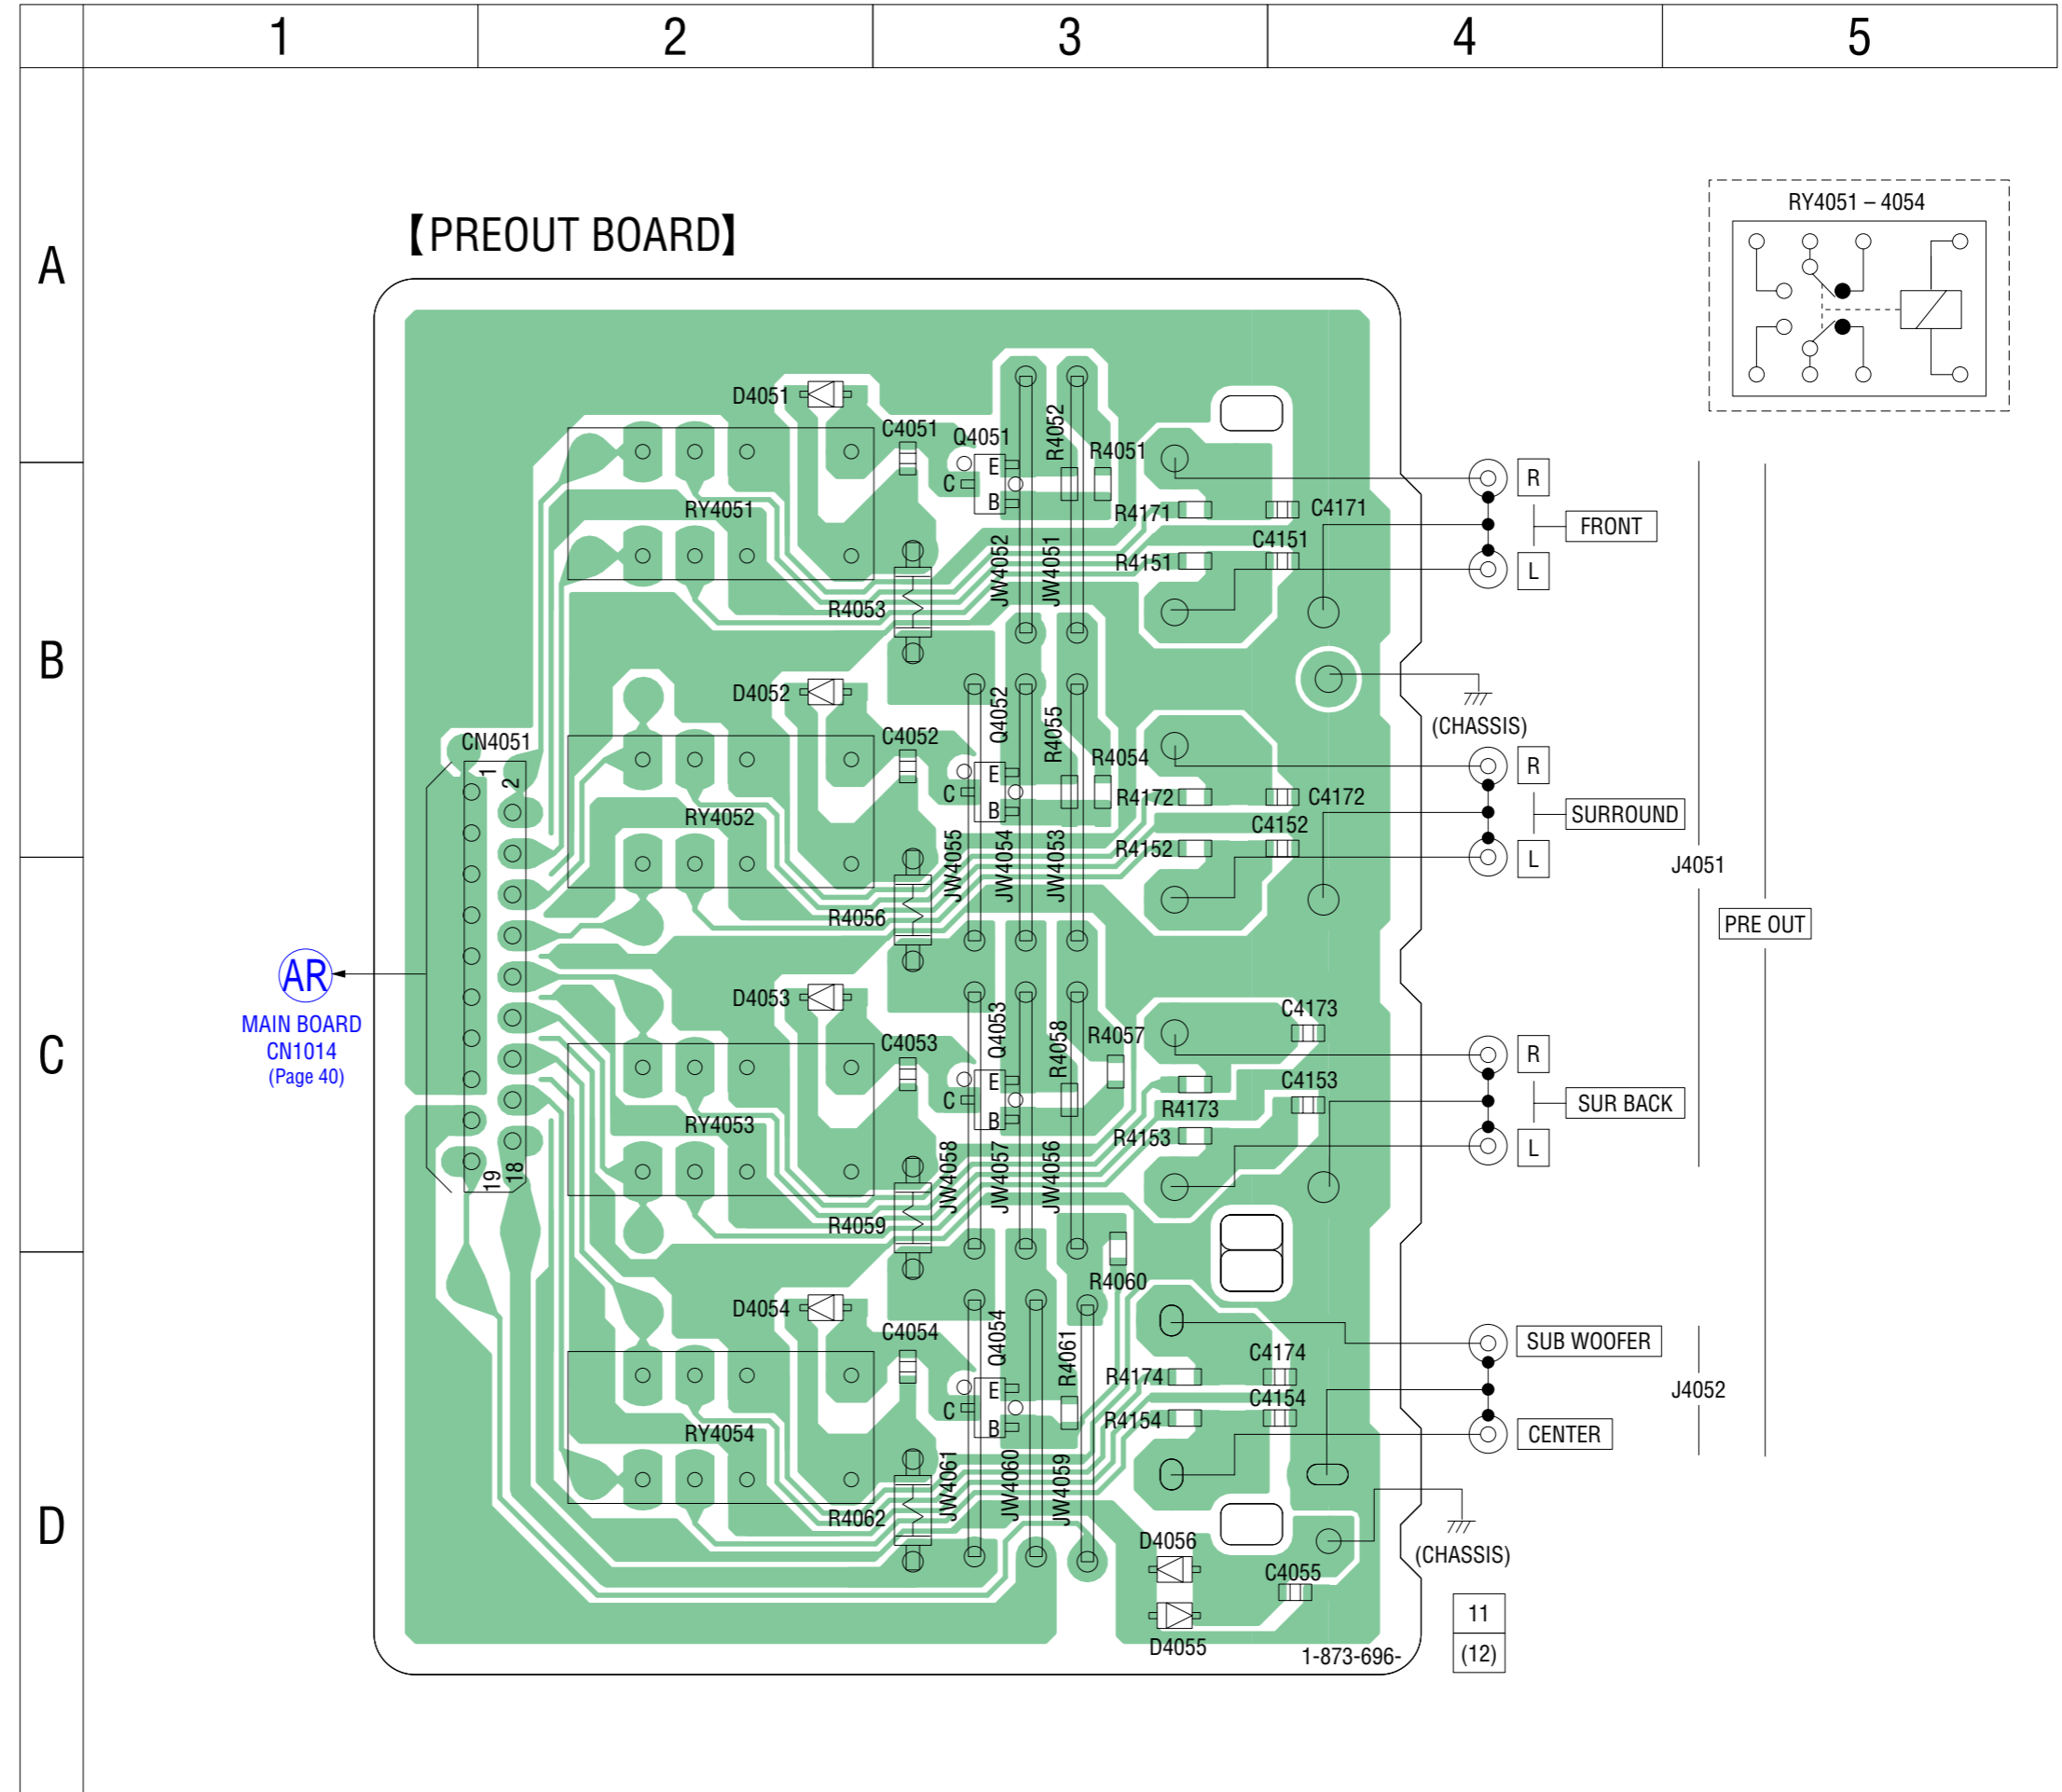 1 2 3 4 5
A
B
C
D
【PREOUT BOARD】
RY4051 – 4054
D4051
C4051
Q4051
R4052
R4051
E
C
B
RY4051
R4171
C4171
R4151
C4151
JW4052
JW4051
R4053
R
FRONT
L
(CHASSIS)
D4052
C4052
Q4052
R4055
R4054
E
C
B
RY4052
R4172
C4172
R4152
C4152
JW4055
JW4054
JW4053
R4056
R
SURROUND
L
J4051
PRE OUT
CN4051
1
2
19
18
AR
MAIN BOARD
CN1014
(Page 40)
D4053
C4053
Q4053
R4058
R4057
E
C
B
RY4053
C4173
C4153
R4173
R4153
JW4058
JW4057
JW4056
R4059
R
SUR BACK
L
R4060
D4054
C4054
Q4054
R4061
E
C
B
RY4054
R4174
C4174
R4154
C4154
JW4061
JW4060
JW4059
R4062
SUB WOOFER
J4052
CENTER
(CHASSIS)
D4056
C4055
D4055
1-873-696-
11
(12)